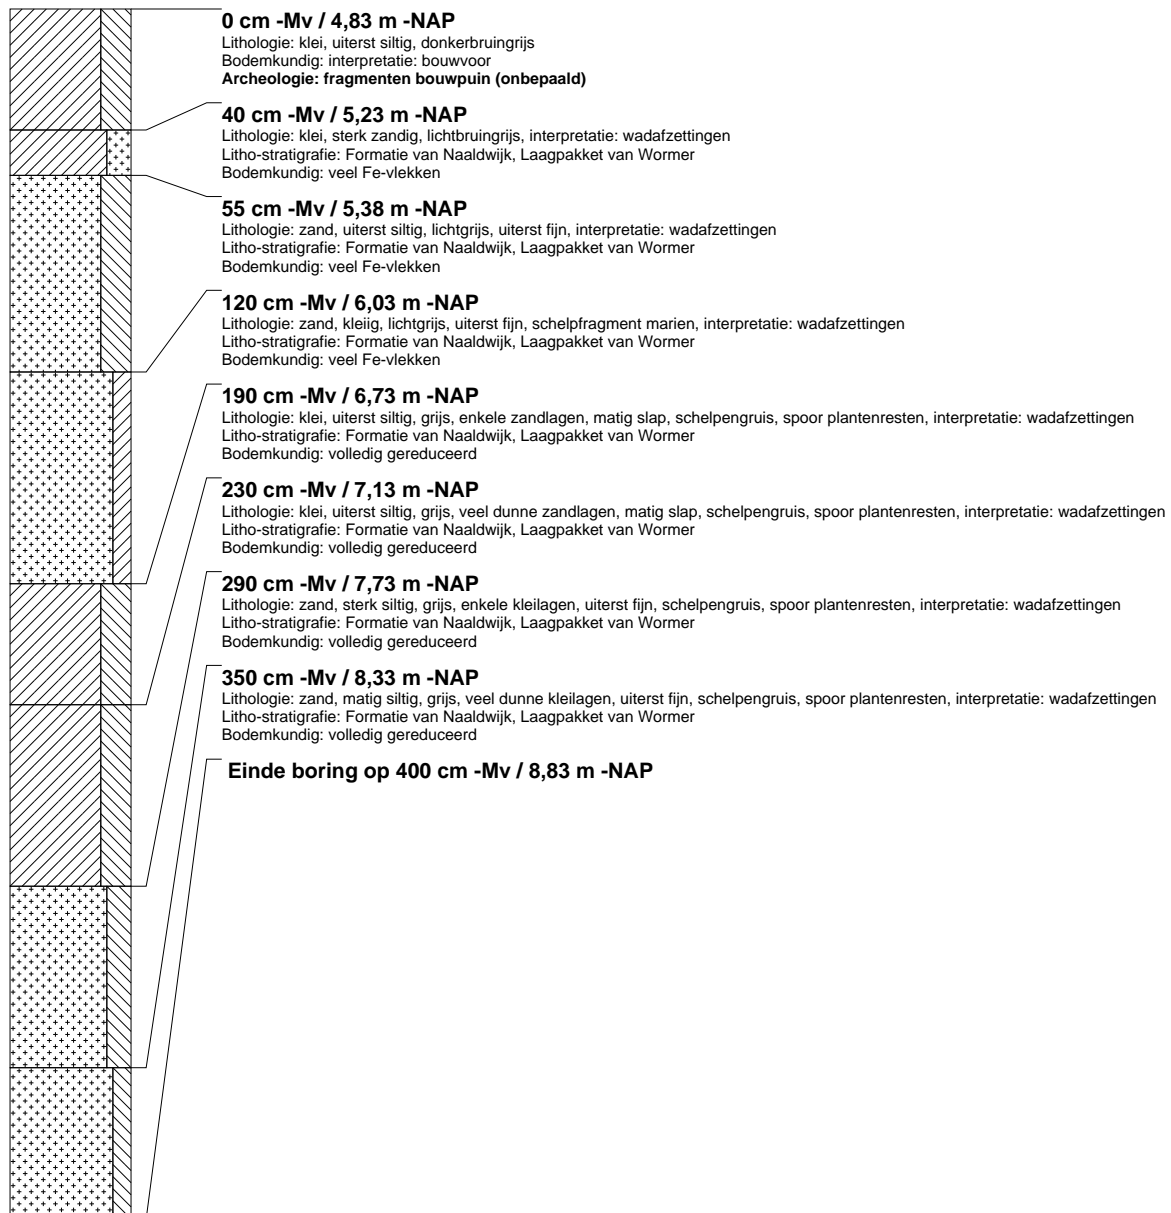 0 cm -Mv / 4,83 m -NAP
Lithologie: klei, uiterst siltig, donkerbruingrijs
Bodemkundig: interpretatie: bouwvoor
Archeologie: fragmenten bouwpuin (onbepaald)
40 cm -Mv / 5,23 m -NAP
Lithologie: klei, sterk zandig, lichtbruingrijs, interpretatie: wadafzettingen
Litho-stratigrafie: Formatie van Naaldwijk, Laagpakket van Wormer
Bodemkundig: veel Fe-vlekken
55 cm -Mv / 5,38 m -NAP
Lithologie: zand, uiterst siltig, lichtgrijs, uiterst fijn, interpretatie: wadafzettingen
Litho-stratigrafie: Formatie van Naaldwijk, Laagpakket van Wormer
Bodemkundig: veel Fe-vlekken
120 cm -Mv / 6,03 m -NAP
Lithologie: zand, kleiig, lichtgrijs, uiterst fijn, schelpfragment marien, interpretatie: wadafzettingen
Litho-stratigrafie: Formatie van Naaldwijk, Laagpakket van Wormer
Bodemkundig: veel Fe-vlekken
190 cm -Mv / 6,73 m -NAP
Lithologie: klei, uiterst siltig, grijs, enkele zandlagen, matig slap, schelpengruis, spoor plantenresten, interpretatie: wadafzettingen
Litho-stratigrafie: Formatie van Naaldwijk, Laagpakket van Wormer
Bodemkundig: volledig gereduceerd
230 cm -Mv / 7,13 m -NAP
Lithologie: klei, uiterst siltig, grijs, veel dunne zandlagen, matig slap, schelpengruis, spoor plantenresten, interpretatie: wadafzettingen
Litho-stratigrafie: Formatie van Naaldwijk, Laagpakket van Wormer
Bodemkundig: volledig gereduceerd
290 cm -Mv / 7,73 m -NAP
Lithologie: zand, sterk siltig, grijs, enkele kleilagen, uiterst fijn, schelpengruis, spoor plantenresten, interpretatie: wadafzettingen
Litho-stratigrafie: Formatie van Naaldwijk, Laagpakket van Wormer
Bodemkundig: volledig gereduceerd
350 cm -Mv / 8,33 m -NAP
Lithologie: zand, matig siltig, grijs, veel dunne kleilagen, uiterst fijn, schelpengruis, spoor plantenresten, interpretatie: wadafzettingen
Litho-stratigrafie: Formatie van Naaldwijk, Laagpakket van Wormer
Bodemkundig: volledig gereduceerd
Einde boring op 400 cm -Mv / 8,83 m -NAP